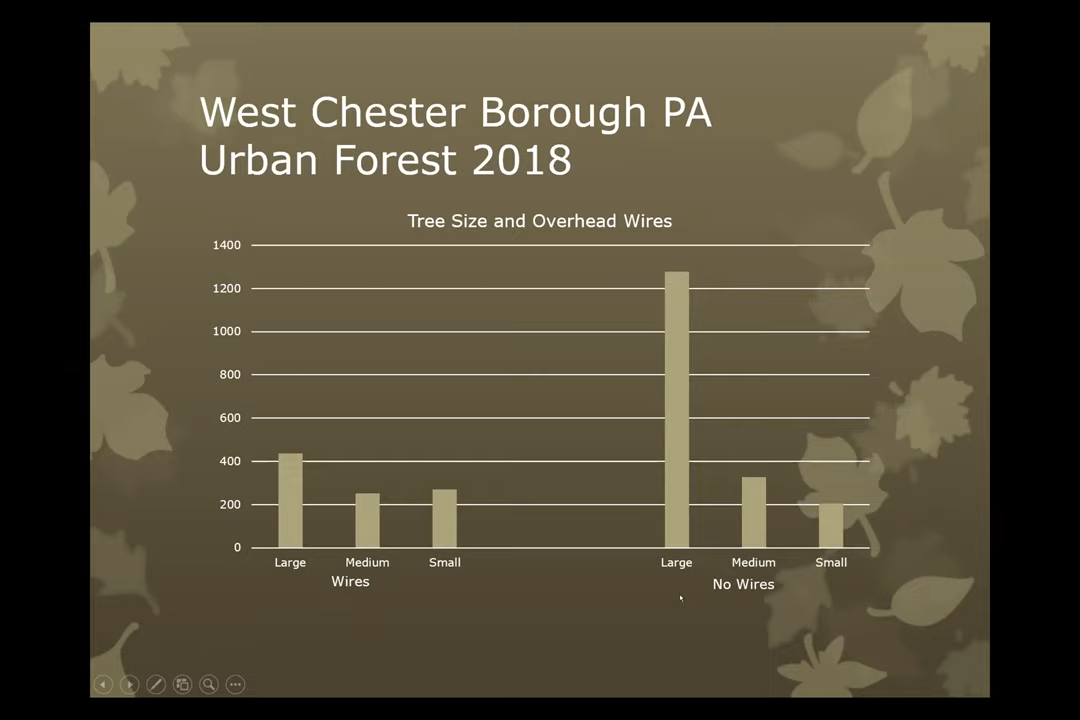 West Chester Borough PA
Urban Forest 2018
Tree Size and Overhead Wires
1400
1200
1000
800
600
400
200
0
Large Medium Small Large Medium Small
Wires No Wires